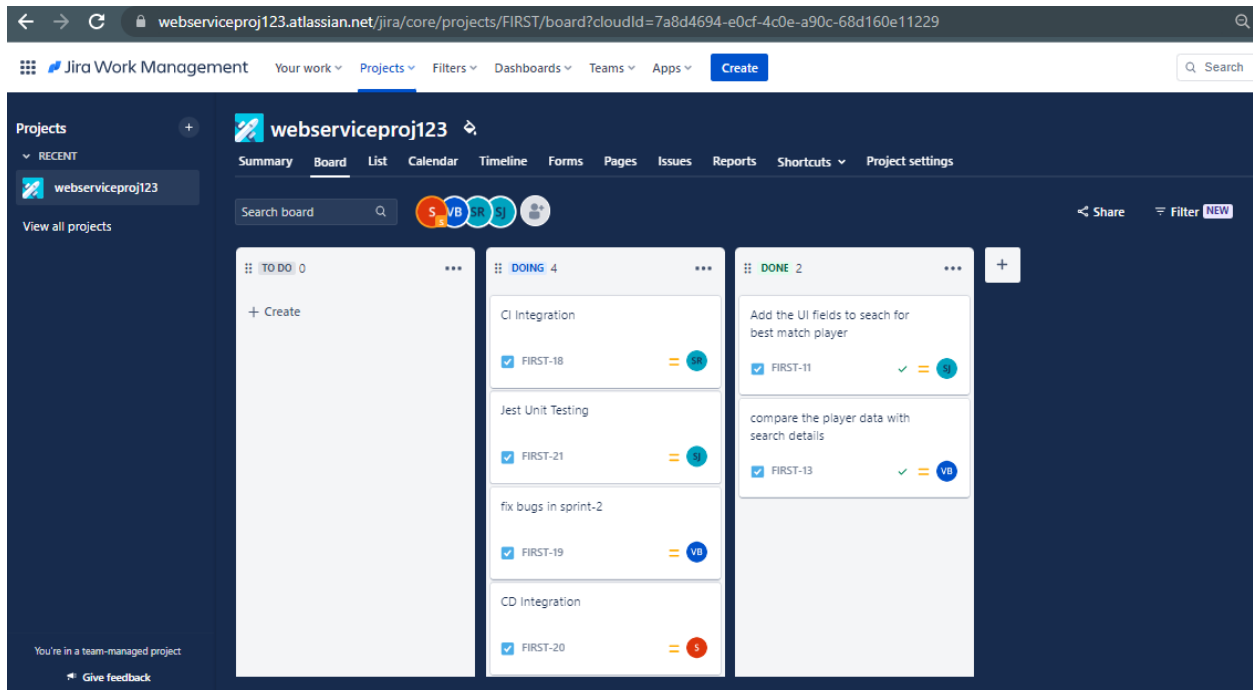 webserviceproj123.atlassian.net/jira/core/projects/FIRST/board?cloudId=7a8d4694-e0cf-4c0e-a90c-68d160e11229
Jira Work Management Your work Projects Filters Dashboards Teams Apps Create Search
Projects
RECENT
webserviceproj123
View all projects
webserviceproj123
Summary Board List Calendar Timeline Forms Pages Issues Reports Shortcuts Project settings
Search board S S VB SR SJ Share Filter NEW
TO DO 0
+ Create
DOING 4
CI Integration
FIRST-18 SR
Jest Unit Testing
FIRST-21 SJ
fix bugs in sprint-2
FIRST-19 VB
CD Integration
FIRST-20 S
DONE 2
Add the UI fields to seach for
best match player
FIRST-11 SJ
compare the player data with
search details
FIRST-13 VB
You're in a team-managed project
Give feedback